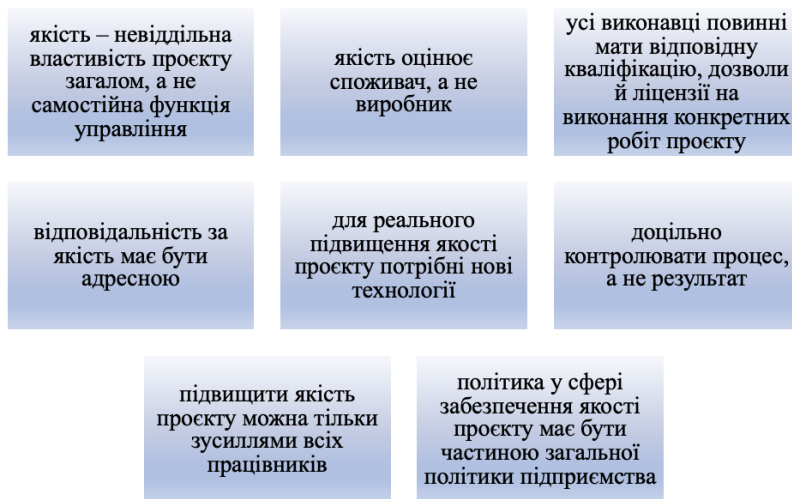 якість – невіддільна
властивість проєкту
загалом, а не
самостійна функція
управління
якість оцінює
споживач, а не
виробник
усі виконавці повинні
мати відповідну
кваліфікацію, дозволи
й ліцензії на
виконання конкретних
робіт проєкту
відповідальність за
якість має бути
адресною
для реального
підвищення якості
проєкту потрібні нові
технології
доцільно
контролювати процес,
а не результат
підвищити якість
проєкту можна тільки
зусиллями всіх
працівників
політика у сфері
забезпечення якості
проєкту має бути
частиною загальної
політики підприємства